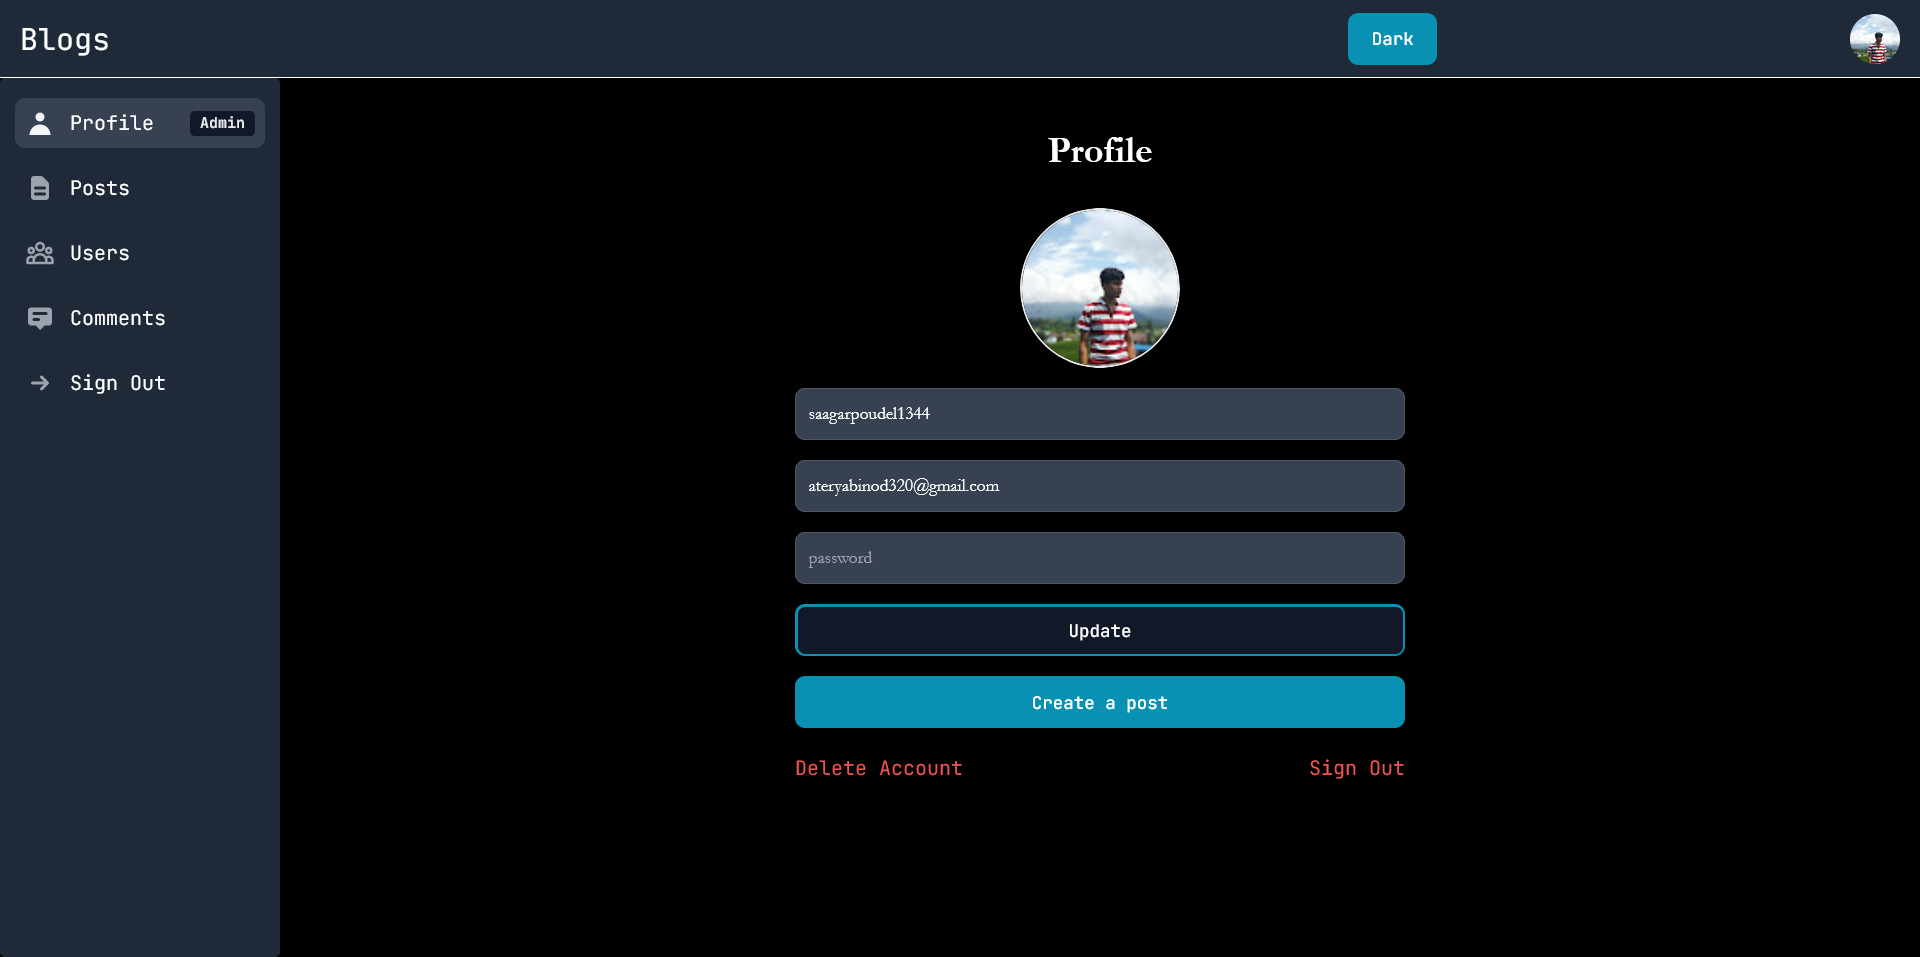 Blogs
Dark
Profile Admin
Posts
Users
Comments
Sign Out
Profile
saagarpoudel1344
ateryabinod320@gmail.com
password
Update
Create a post
Delete Account Sign Out